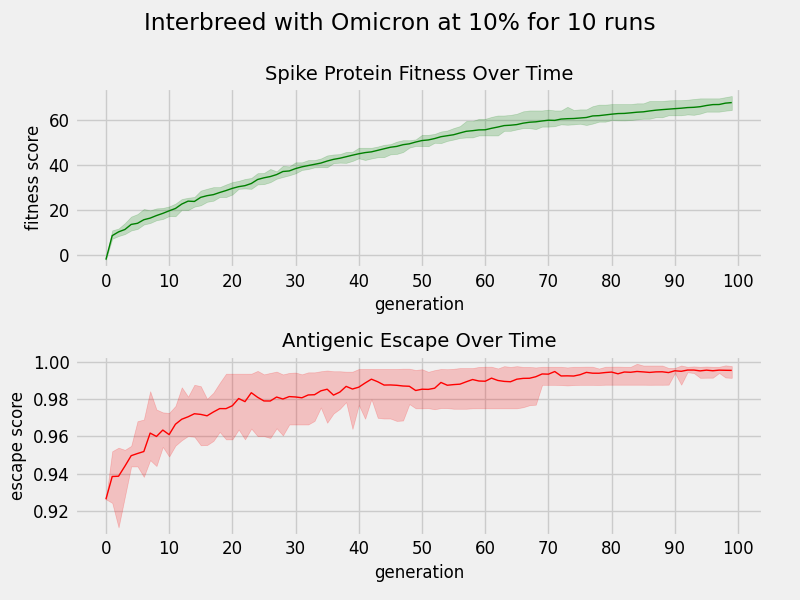 Interbreed with Omicron at 10% for 10 runs
Spike Protein Fitness Over Time
fitness score
60
40
20
0
0 10 20 30 40 50 60 70 80 90 100
generation
Antigenic Escape Over Time
escape score
1.00
0.98
0.96
0.94
0.92
0 10 20 30 40 50 60 70 80 90 100
generation